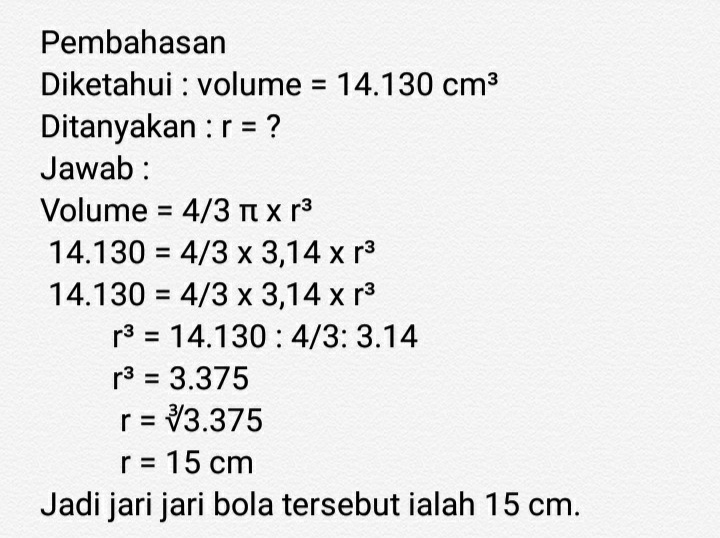 Pembahasan
Diketahui : volume = 14.130 cm³
Ditanyakan : r = ?
Jawab :
Volume = 4/3 π x r³
14.130 = 4/3 x 3,14 x r³
14.130 = 4/3 x 3,14 x r³
r³ = 14.130 : 4/3: 3.14
r³ = 3.375
r = ∛3.375
r = 15 cm
Jadi jari jari bola tersebut ialah 15 cm.